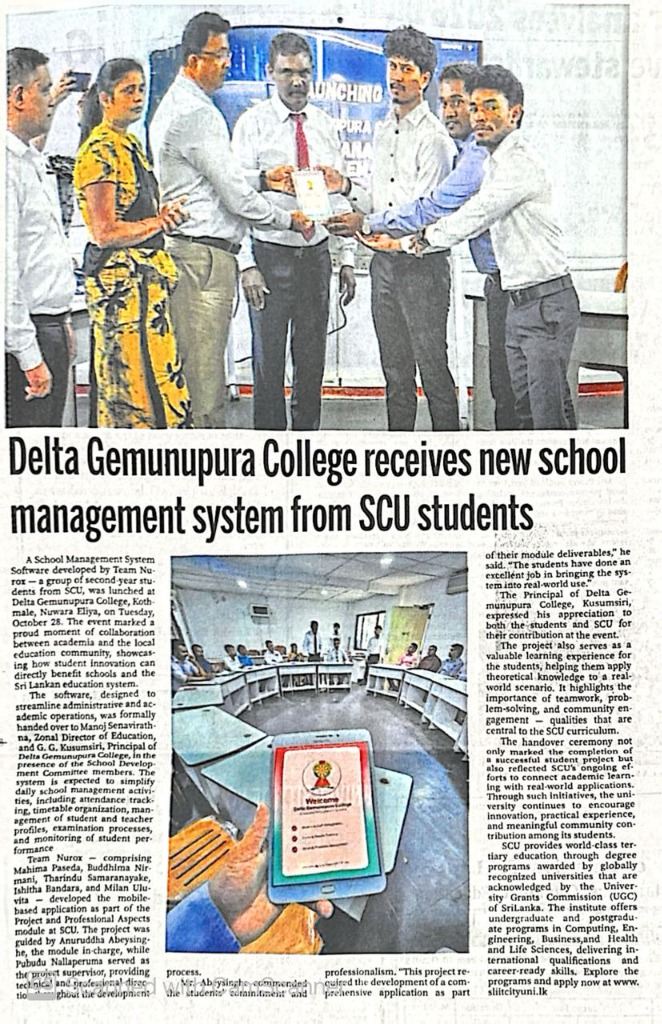 LAUNCHING
Delta Gemunupura College receives new school
management system from SCU students
A School Management System
Software developed by Team Nu-
rox — a group of second-year stu-
dents from SCU, was lunched at
Delta Gemunupura College, Koth-
male, Nuwara Eliya, on Tuesday,
October 28. The event marked a
proud moment of collaboration
between academia and the local
education community, showcas-
ing how student innovation can
directly benefit schools and the
Sri Lankan education system.
The software, designed to
streamline administrative and ac-
ademic operations, was formally
handed over to Manoj Senavirath-
na, Zonal Director of Education,
and G. G. Kusumsiri, Principal of
Delta Gemunupura College, in the
presence of the School Develop-
ment Committee members. The
system is expected to simplify
daily school management activi-
ties, including attendance track-
ing, timetable organization, man-
agement of student and teacher
profiles, examination processes,
and monitoring of student per-
formance
Team Nurox — comprising
Mahima Paseda, Buddhima Nir-
mani, Tharindu Samaranayake,
Ishitha Bandara, and Milan Ulu-
vita — developed the mobile-
based application as part of the
Project and Professional Aspects
module at SCU. The project was
guided by Anuruddha Abeysing-
he, the module in-charge, while
Pubudu Nallaperuma served as
the project supervisor, providing
the development
Welcome
Delta Gemunupura College
process.
the students' commitment and
professionalism. "This project re-
quired the development of a com-
prehensive application as part
of their module deliverables," he
said. "The students have done an
excellent job in bringing the sys-
tem into real-world use."
The Principal of Delta Ge-
munupura College, Kusumsiri,
expressed his appreciation to
both the students and SCU for
their contribution at the event.
The project also serves as a
valuable learning experience for
the students, helping them apply
theoretical knowledge to a real-
world scenario. It highlights the
importance of teamwork, prob-
lem-solving, and community en-
gagement — qualities that are
central to the SCU curriculum.
The handover ceremony not
only marked the completion of
a successful student project but
also reflected SCU's ongoing ef-
forts to connect academic learn-
ing with real-world applications.
Through such initiatives, the uni-
versity continues to encourage
innovation, practical experience,
and meaningful community con-
tribution among its students.
SCU provides world-class ter-
tiary education through degree
programs awarded by globally
recognized universities that are
acknowledged by the Univer-
sity Grants Commission (UGC)
of SriLanka. The institute offers
undergraduate and postgradu-
ate programs in Computing, En-
gineering, Business,and Health
and Life Sciences, delivering in-
ternational qualifications and
career-ready skills. Explore the
programs and apply now at www.
sliitcityuni.lk
Scanned with CamScanner